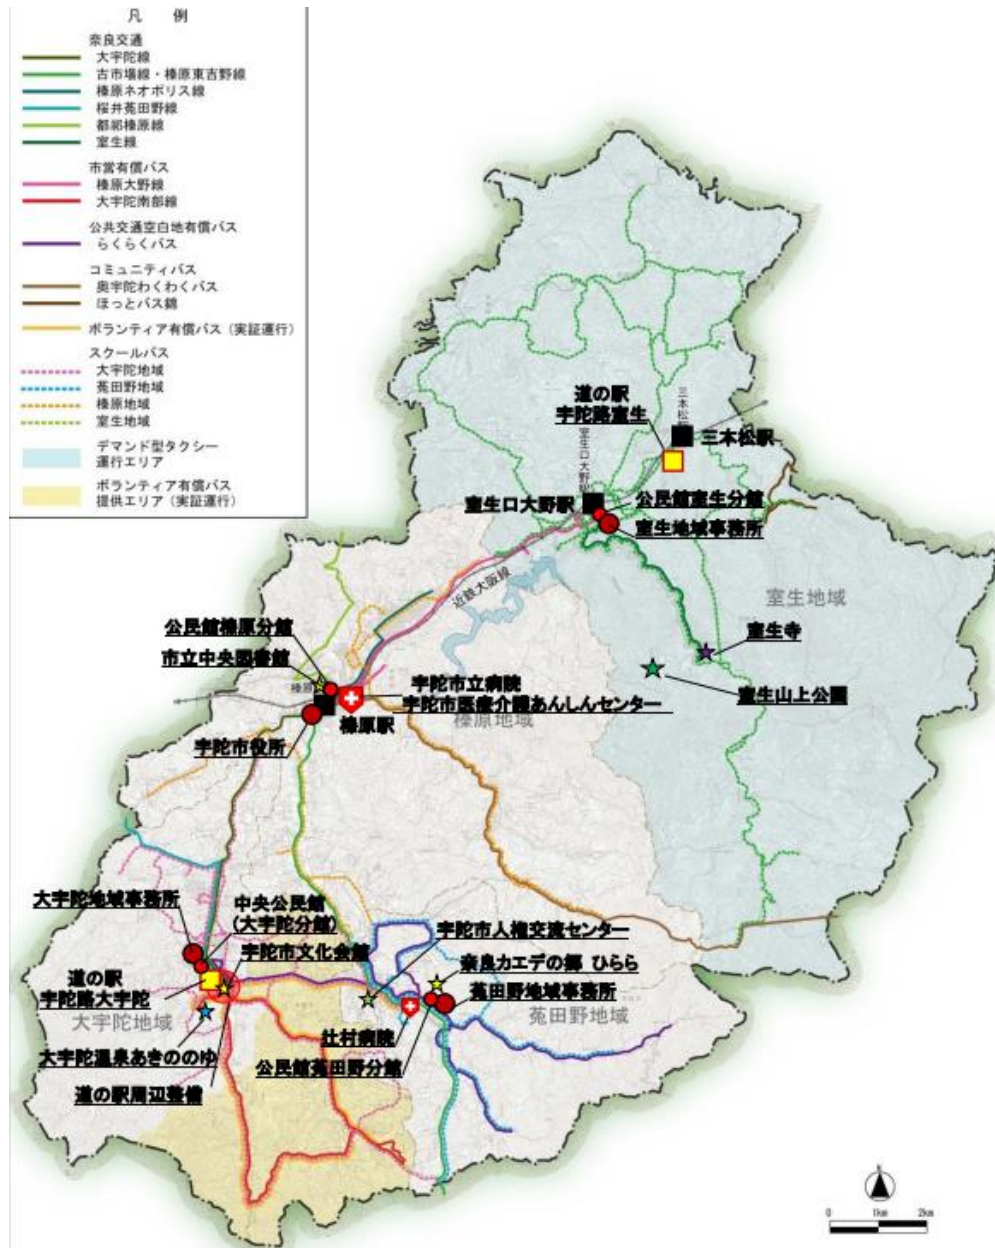 凡 例
奈良交通
大宇陀線
古市場線・榛原東吉野線
榛原ネオポリス線
桜井菟田野線
都祁榛原線
室生線
市営有償バス
榛原大野線
大宇陀南部線
公共交通空白地有償バス
らくらくバス
コミュニティバス
奥宇陀わくわくバス
ほっとバス錦
ボランティア有償バス（実証運行）
スクールバス
大宇陀地域
菟田野地域
榛原地域
室生地域
デマンド型タクシー
運行エリア
ボランティア有償バス
提供エリア（実証運行）
道の駅
宇陀路室生
三本松駅
三本松駅
室生口大野駅
室生口大野駅
公民館室生分館
室生地域事務所
近鉄大阪線
室生地域
室生寺
室生山上公園
公民館榛原分館
市立中央図書館
宇陀市立病院
宇陀市医療介護あんしんセンター
榛原地域
榛原駅
宇陀市役所
大宇陀地域事務所
中央公民館
(大宇陀分館)
宇陀市文化会館
宇陀市人権交流センター
奈良カエデの郷 ひらら
道の駅
宇陀路大宇陀
大宇陀地域
菟田野地域事務所
菟田野地域
辻村病院
大宇陀温泉あきののゆ
公民館菟田野分館
道の駅周辺整備
0 1km 2km